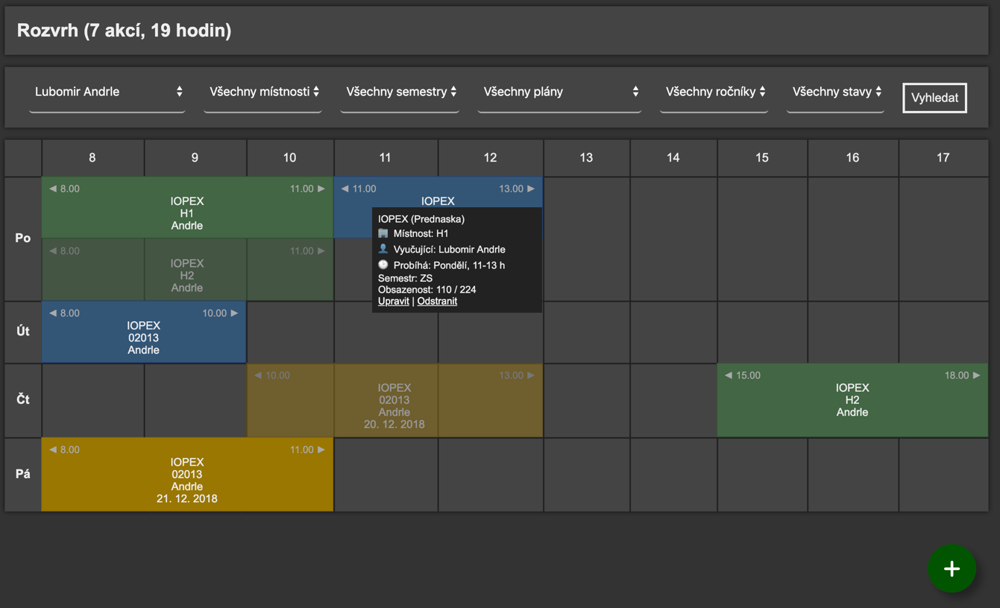 Rozvrh (7 akcí, 19 hodin)
Lubomir Andrle Všechny místnosti Všechny semestry Všechny plány Všechny ročníky Všechny stavy Vyhledat
8 9 10 11 12 13 14 15 16 17
Po
◀ 8.00 11.00 ▶
IOPEX
H1
Andrle
◀ 11.00 13.00 ▶
IOPEX
IOPEX (Prednaska)
Místnost: H1
Vyučující: Lubomir Andrle
Probíhá: Pondělí, 11-13 h
Semestr: ZS
Obsazenost: 110 / 224
Upravit | Odstranit
◀ 8.00 11.00 ▶
IOPEX
H2
Andrle
Út
◀ 8.00 10.00 ▶
IOPEX
02013
Andrle
Čt
◀ 10.00 13.00 ▶
IOPEX
02013
Andrle
20. 12. 2018
◀ 15.00 18.00 ▶
IOPEX
H2
Andrle
Pá
◀ 8.00 11.00 ▶
IOPEX
02013
Andrle
21. 12. 2018
+